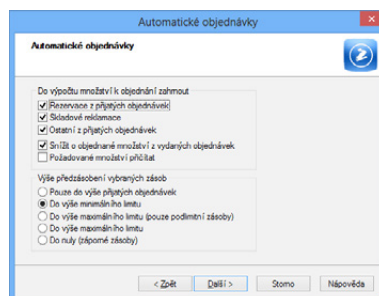 Automatické objednávky
Automatické objednávky
Do výpočtu množství k objednání zahrnout
Rezervace z přijatých objednávek
Skladové reklamace
Ostatní z přijatých objednávek
Snížit o objednané množství z vydaných objednávek
Požadované množství přičítat
Výše předzásobení vybraných zásob
Pouze do výše přijatých objednávek
Do výše minimálního limitu
Do výše maximálního limitu (pouze podlimitní zásoby)
Do výše maximálního limitu
Do nuly (záporné zásoby)
< Zpět Další > Storno Nápověda